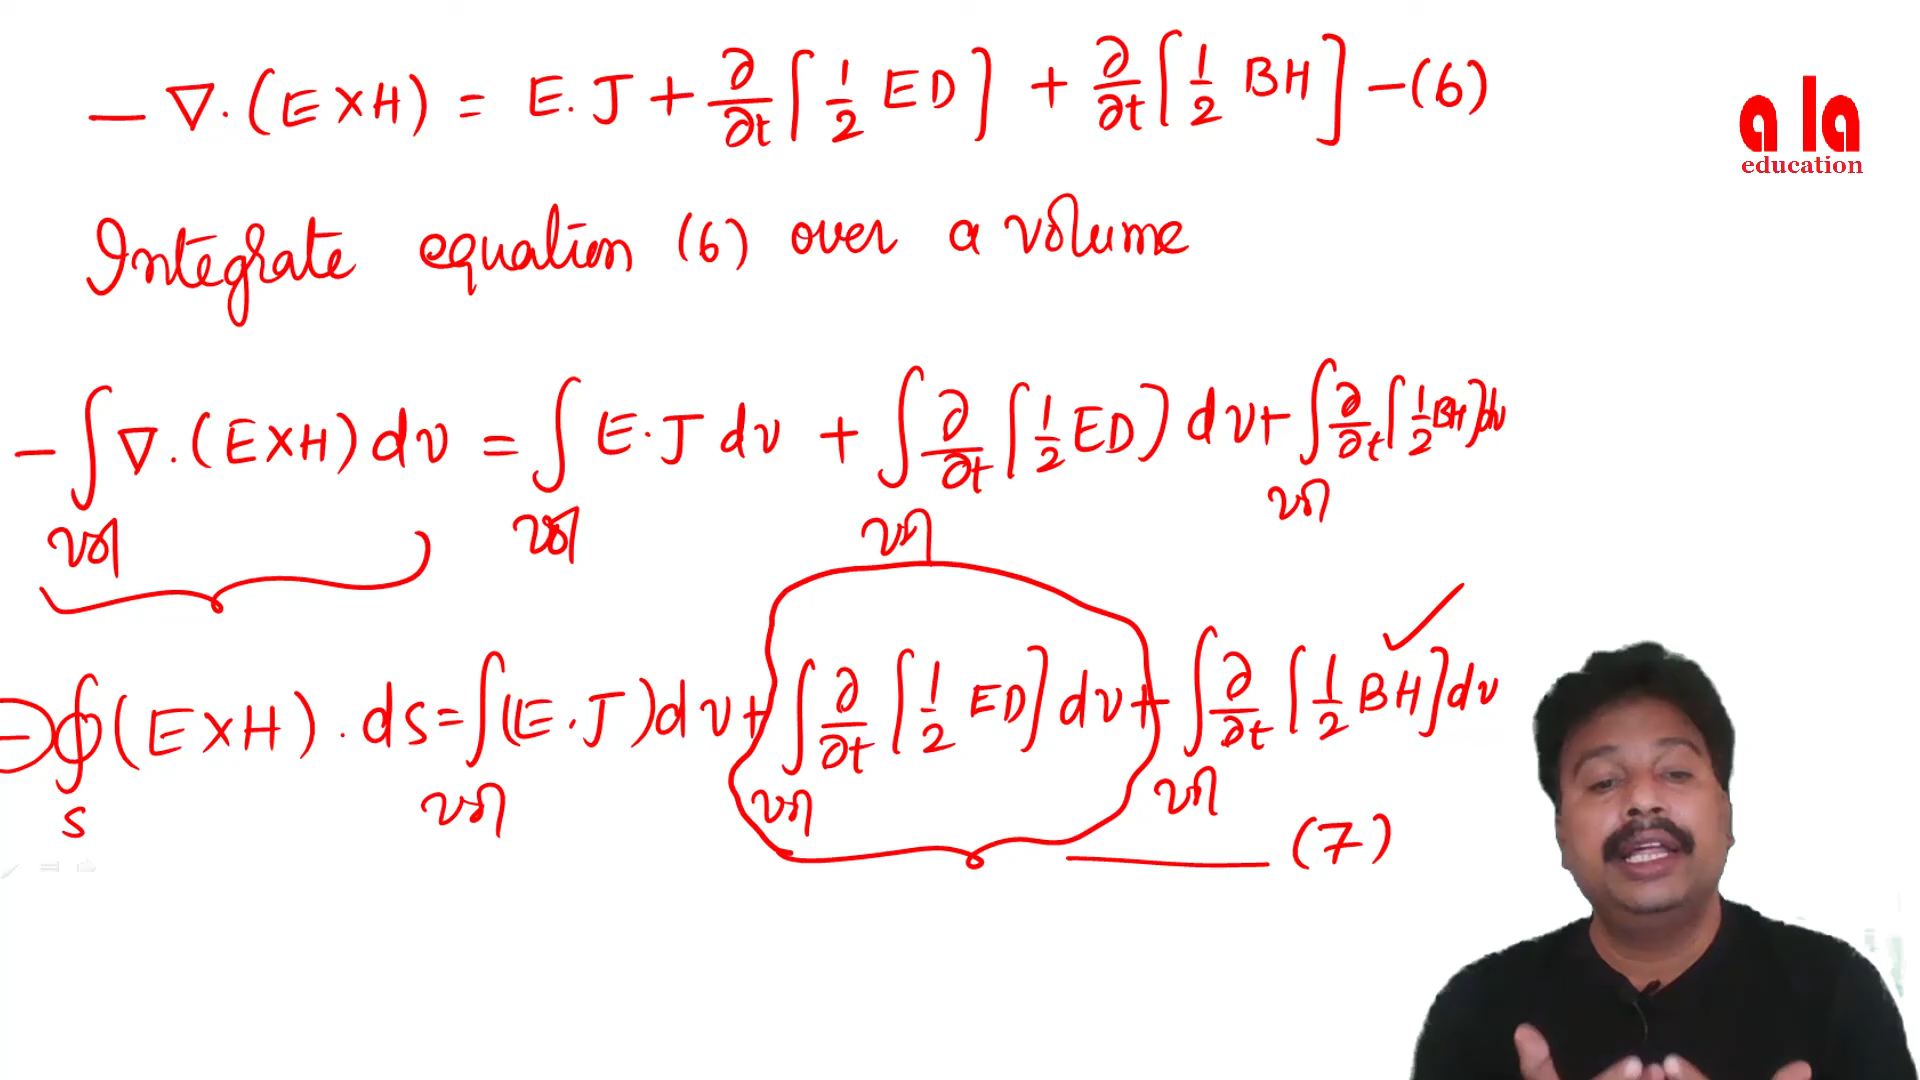 − ∇·(E×H) = E·J + ∂/∂t [1/2 ED] + ∂/∂t [1/2 BH] −(6)
a la
education
Integrate equation (6) over a volume
−∫vol ∇·(E×H) dv = ∫vol E·J dv + ∫vol ∂/∂t [1/2 ED] dv + ∫vol ∂/∂t [1/2 BH] dv
−∮s (E×H)·ds = ∫vol (E·J) dv + ∫vol ∂/∂t [1/2 ED] dv + ∫vol ∂/∂t [1/2 BH] dv
(7)